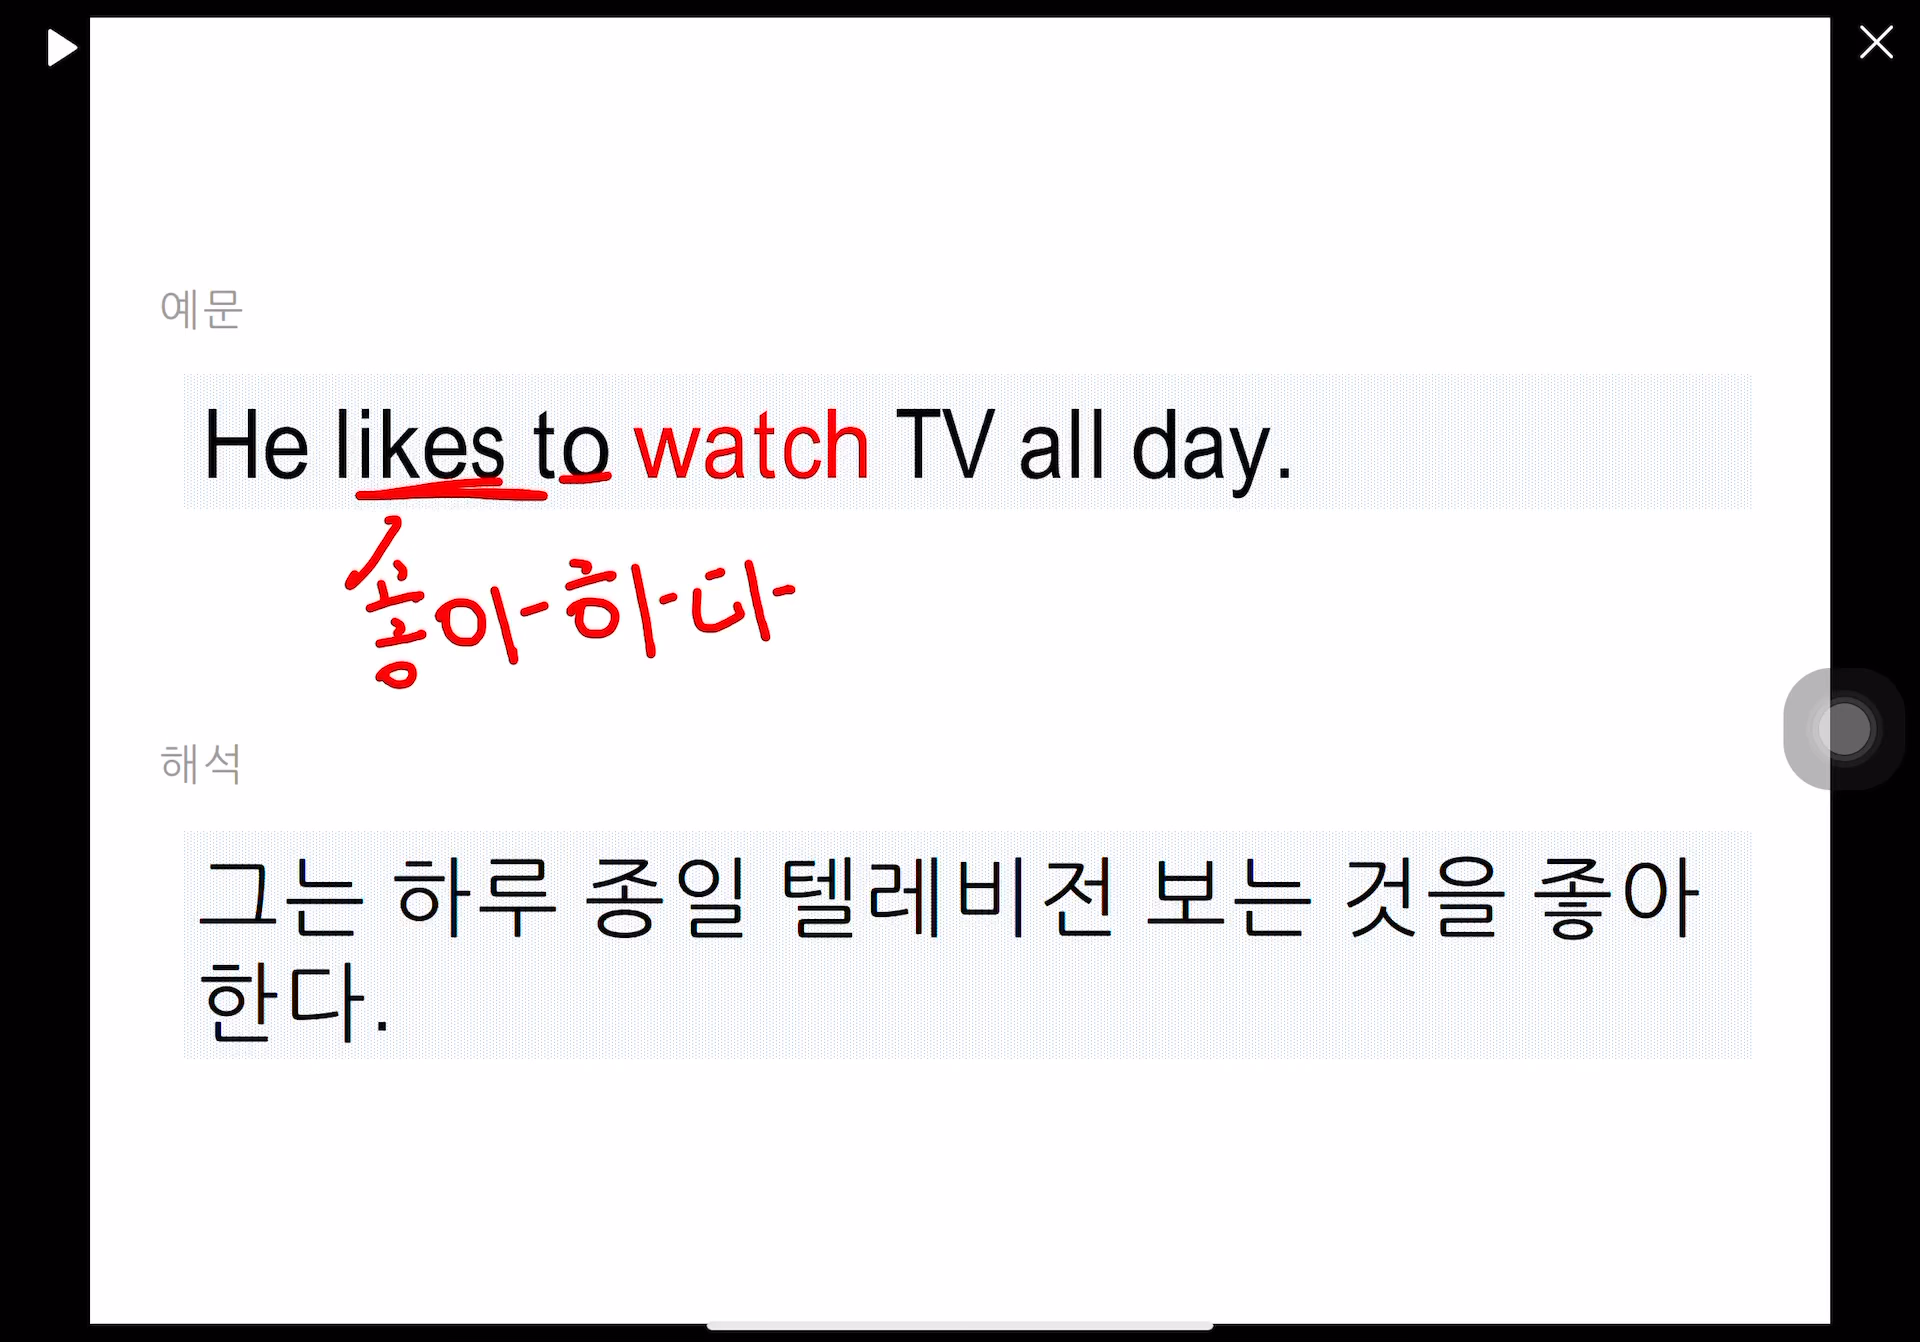 예문
He likes to watch TV all day.
좋아하다
해석
그는 하루 종일 텔레비전 보는 것을 좋아
한다.